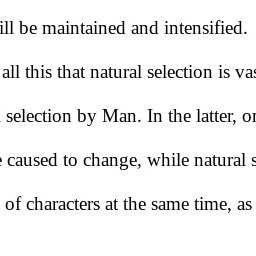 ill be maintained and intensified.
all this that natural selection is vas
selection by Man. In the latter, or
caused to change, while natural s
of characters at the same time, as